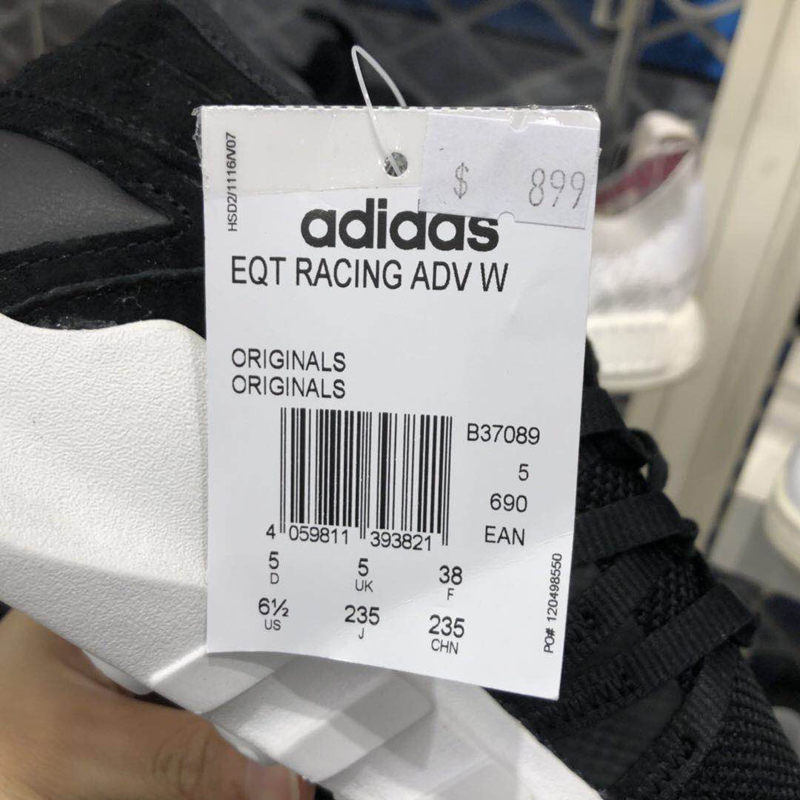 HSD2/1116/V07
$ 899
adidas
EQT RACING ADV W
ORIGINALS
ORIGINALS
B37089
5
690
EAN
4 059811 393821
5 5 38
D UK F
6½ 235 235
US J CHN
PO# 120498550